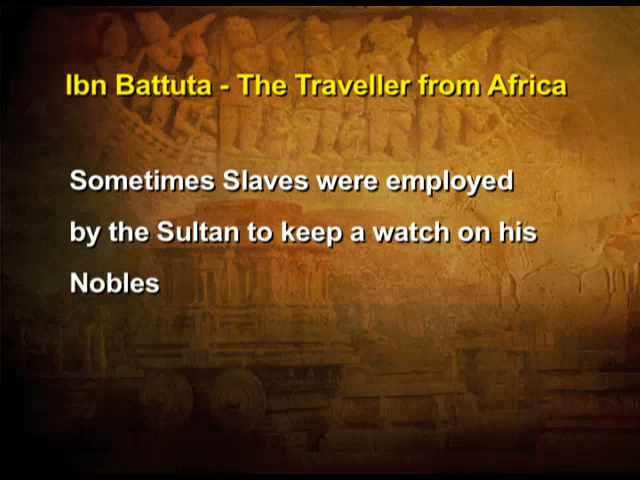 Ibn Battuta - The Traveller from Africa
Sometimes Slaves were employed
by the Sultan to keep a watch on his
Nobles